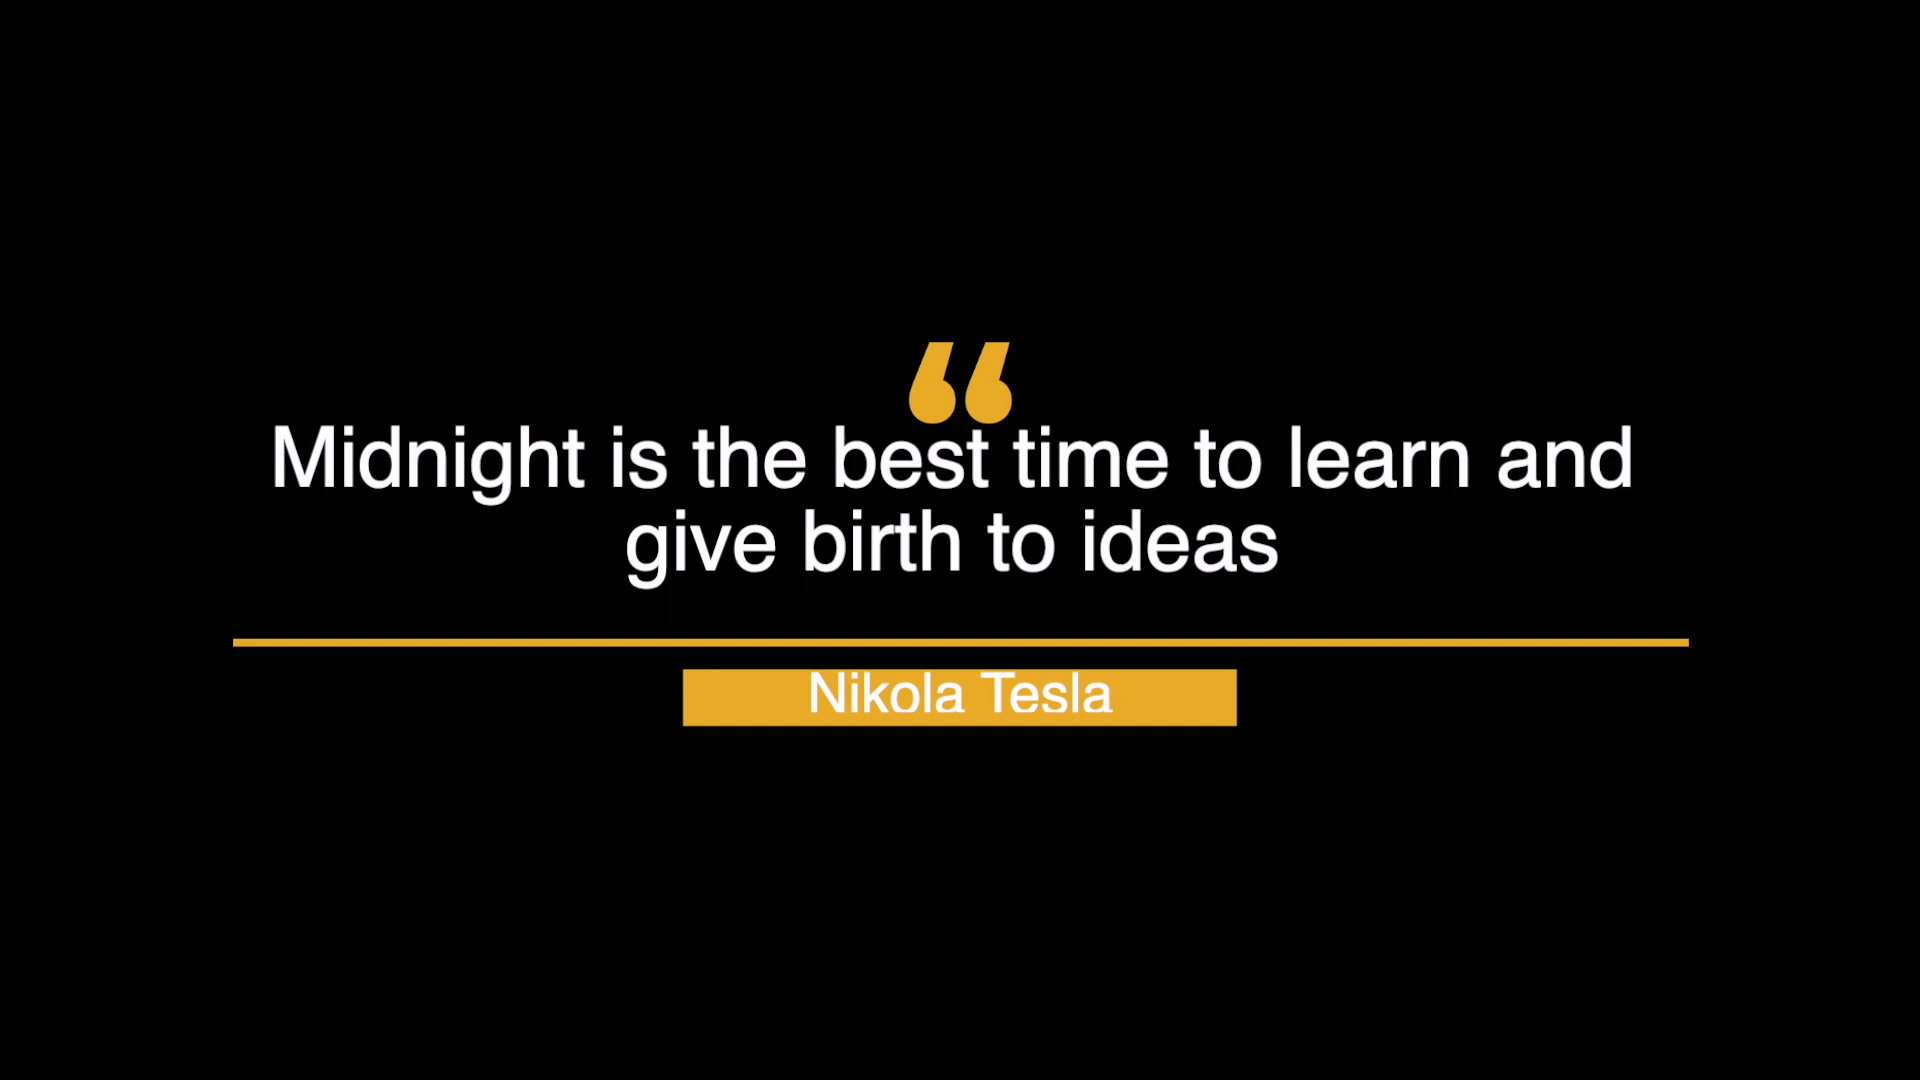 “
Midnight is the best time to learn and
give birth to ideas
Nikola Tesla